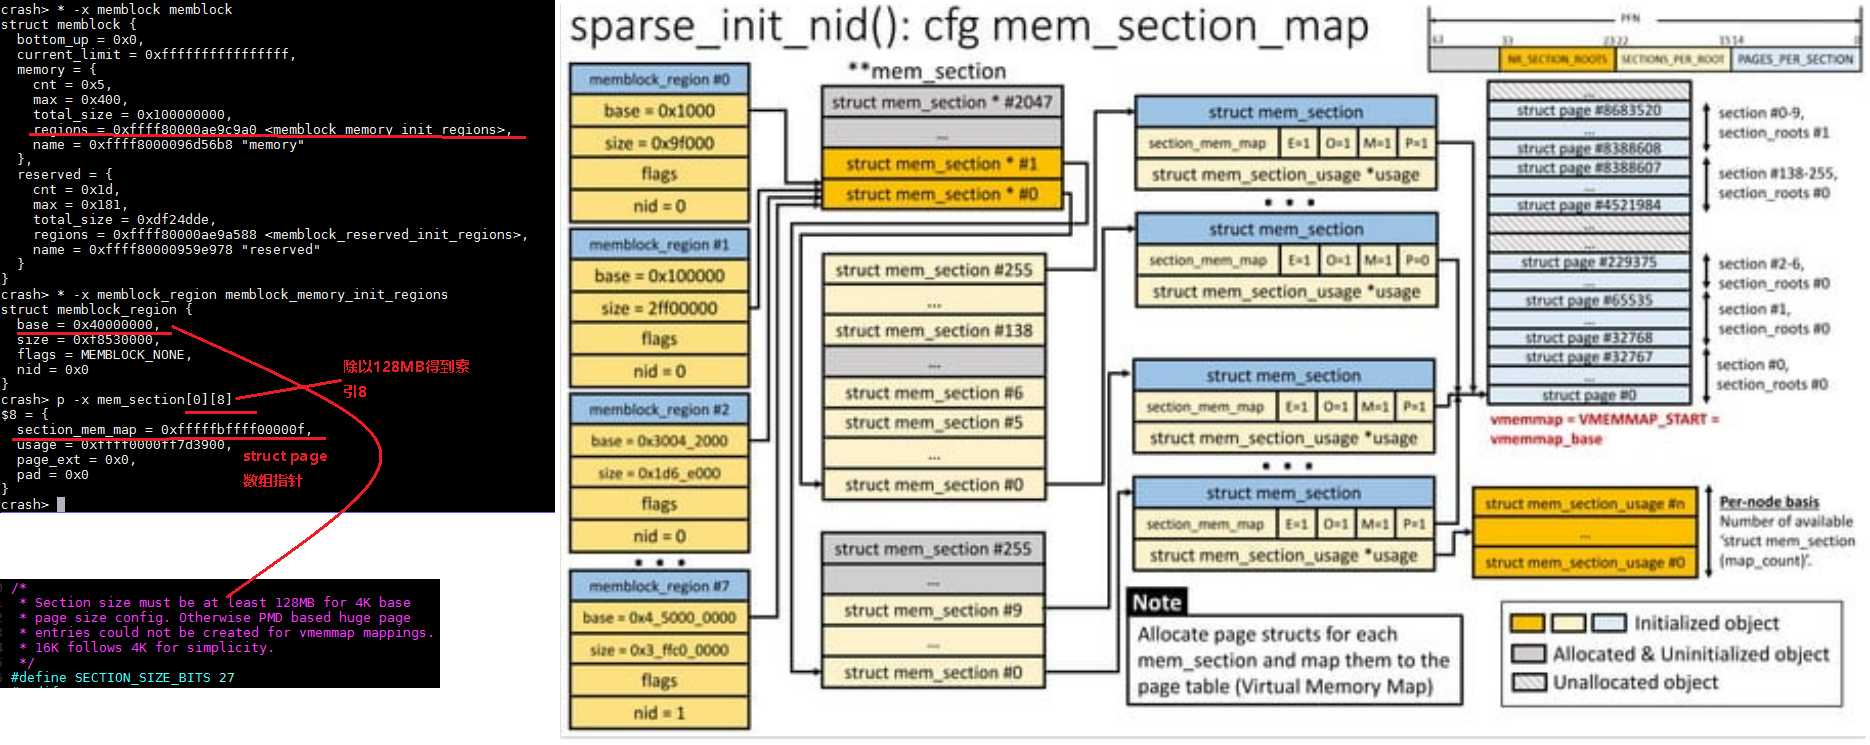 crash> * -x memblock memblock
struct memblock {
  bottom_up = 0x0,
  current_limit = 0xffffffffffffffff,
  memory = {
    cnt = 0x5,
    max = 0x400,
    total_size = 0x100000000,
    regions = 0xffff80000ae9c9a0 <memblock_memory_init_regions>,
    name = 0xffff8000096d56b8 "memory"
  },
  reserved = {
    cnt = 0x1d,
    max = 0x181,
    total_size = 0xdf24dde,
    regions = 0xffff80000ae9a588 <memblock_reserved_init_regions>,
    name = 0xffff80000959e978 "reserved"
  }
}
crash> * -x memblock_region memblock_memory_init_regions
struct memblock_region {
  base = 0x40000000,
  size = 0xf8530000,
  flags = MEMBLOCK_NONE,
  nid = 0x0
}
crash> p -x mem_section[0][8]
$8 = {
  section_mem_map = 0xfffffbffff00000f,
  usage = 0xffff0000ff7d3900,
  page_ext = 0x0,
  pad = 0x0
}
crash>
除以128MB得到索
引8
struct page
数组指针
/*
 * Section size must be at least 128MB for 4K base
 * page size config. Otherwise PMD based huge page
 * entries could not be created for vmemmap mappings.
 * 16K follows 4K for simplicity.
 */
#define SECTION_SIZE_BITS 27
sparse_init_nid(): cfg mem_section_map
memblock_region #0
base = 0x1000
size = 0x9f000
flags
nid = 0
memblock_region #1
base = 0x100000
size = 2ff00000
flags
nid = 0
memblock_region #2
base = 0x3004_2000
size = 0x1d6_e000
flags
nid = 0
• • •
memblock_region #7
base = 0x4_5000_0000
size = 0x3_ffc0_0000
flags
nid = 1
**mem_section
struct mem_section * #2047
...
struct mem_section * #1
struct mem_section * #0
struct mem_section #255
...
struct mem_section #138
...
struct mem_section #6
struct mem_section #5
...
struct mem_section #0
struct mem_section #255
...
struct mem_section #9
...
struct mem_section #0
struct mem_section
section_mem_map E=1 O=1 M=1 P=1
struct mem_section_usage *usage
• • •
struct mem_section
section_mem_map E=1 O=1 M=1 P=0
struct mem_section_usage *usage
struct mem_section
section_mem_map E=1 O=1 M=1 P=1
struct mem_section_usage *usage
• • •
struct mem_section
section_mem_map E=1 O=1 M=1 P=1
struct mem_section_usage *usage
Note
Allocate page structs for each
mem_section and map them to the
page table (Virtual Memory Map)
PFN
63 33 23 22 15 14 0
NR_SECTION_ROOTS SECTIONS_PER_ROOT PAGES_PER_SECTION
...
struct page #8683520
...
struct page #8388608
struct page #8388607
...
struct page #4521984
...
...
struct page #229375
...
struct page #65535
...
struct page #32768
struct page #32767
...
struct page #0
section #0-9,
section_roots #1
section #138-255,
section_roots #0
section #2-6,
section_roots #0
section #1,
section_roots #0
section #0,
section_roots #0
vmemmap = VMEMMAP_START =
vmemmap_base
struct mem_section_usage #n
...
struct mem_section_usage #0
Per-node basis
Number of available
'struct mem_section
(map_count)'.
Initialized object
Allocated & Uninitialized object
Unallocated object